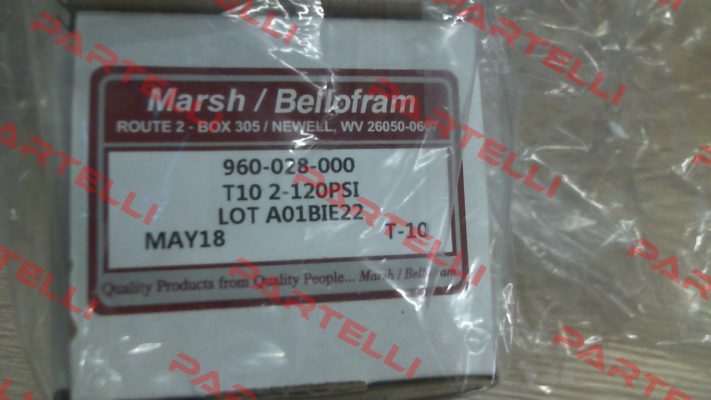 Marsh / Bellofram
ROUTE 2 - BOX 305 / NEWELL, WV 26050-0607
960-028-000
T10 2-120PSI
LOT A01BIE22
MAY18 T-10
Quality Products from Quality People... Marsh / Bellofram
PARTELLI
PARTELLI
PARTELLI
PARTELLI
PARTELLI
PARTELLI
PARTELLI